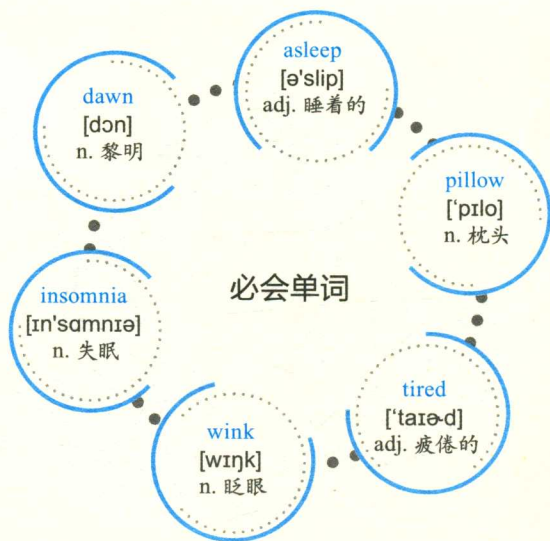 asleep
[ə'slip]
adj. 睡着的
dawn
[dɔn]
n. 黎明
pillow
['pɪlo]
n. 枕头
必会单词
insomnia
[ɪn'sɑmnɪə]
n. 失眠
tired
['taɪɚd]
adj. 疲倦的
wink
[wɪŋk]
n. 眨眼